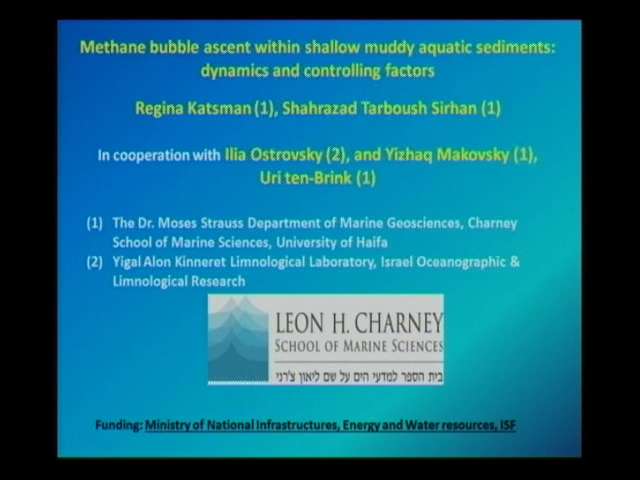 Methane bubble ascent within shallow muddy aquatic sediments:
dynamics and controlling factors
Regina Katsman (1), Shahrazad Tarboush Sirhan (1)
In cooperation with Ilia Ostrovsky (2), and Yizhaq Makovsky (1),
Uri ten-Brink (1)
(1) The Dr. Moses Strauss Department of Marine Geosciences, Charney
School of Marine Sciences, University of Haifa
(2) Yigal Alon Kinneret Limnological Laboratory, Israel Oceanographic &
Limnological Research
LEON H. CHARNEY
SCHOOL OF MARINE SCIENCES
בית הספר למדעי הים על שם ליאון צ'רני
Funding: Ministry of National Infrastructures, Energy and Water resources, ISF